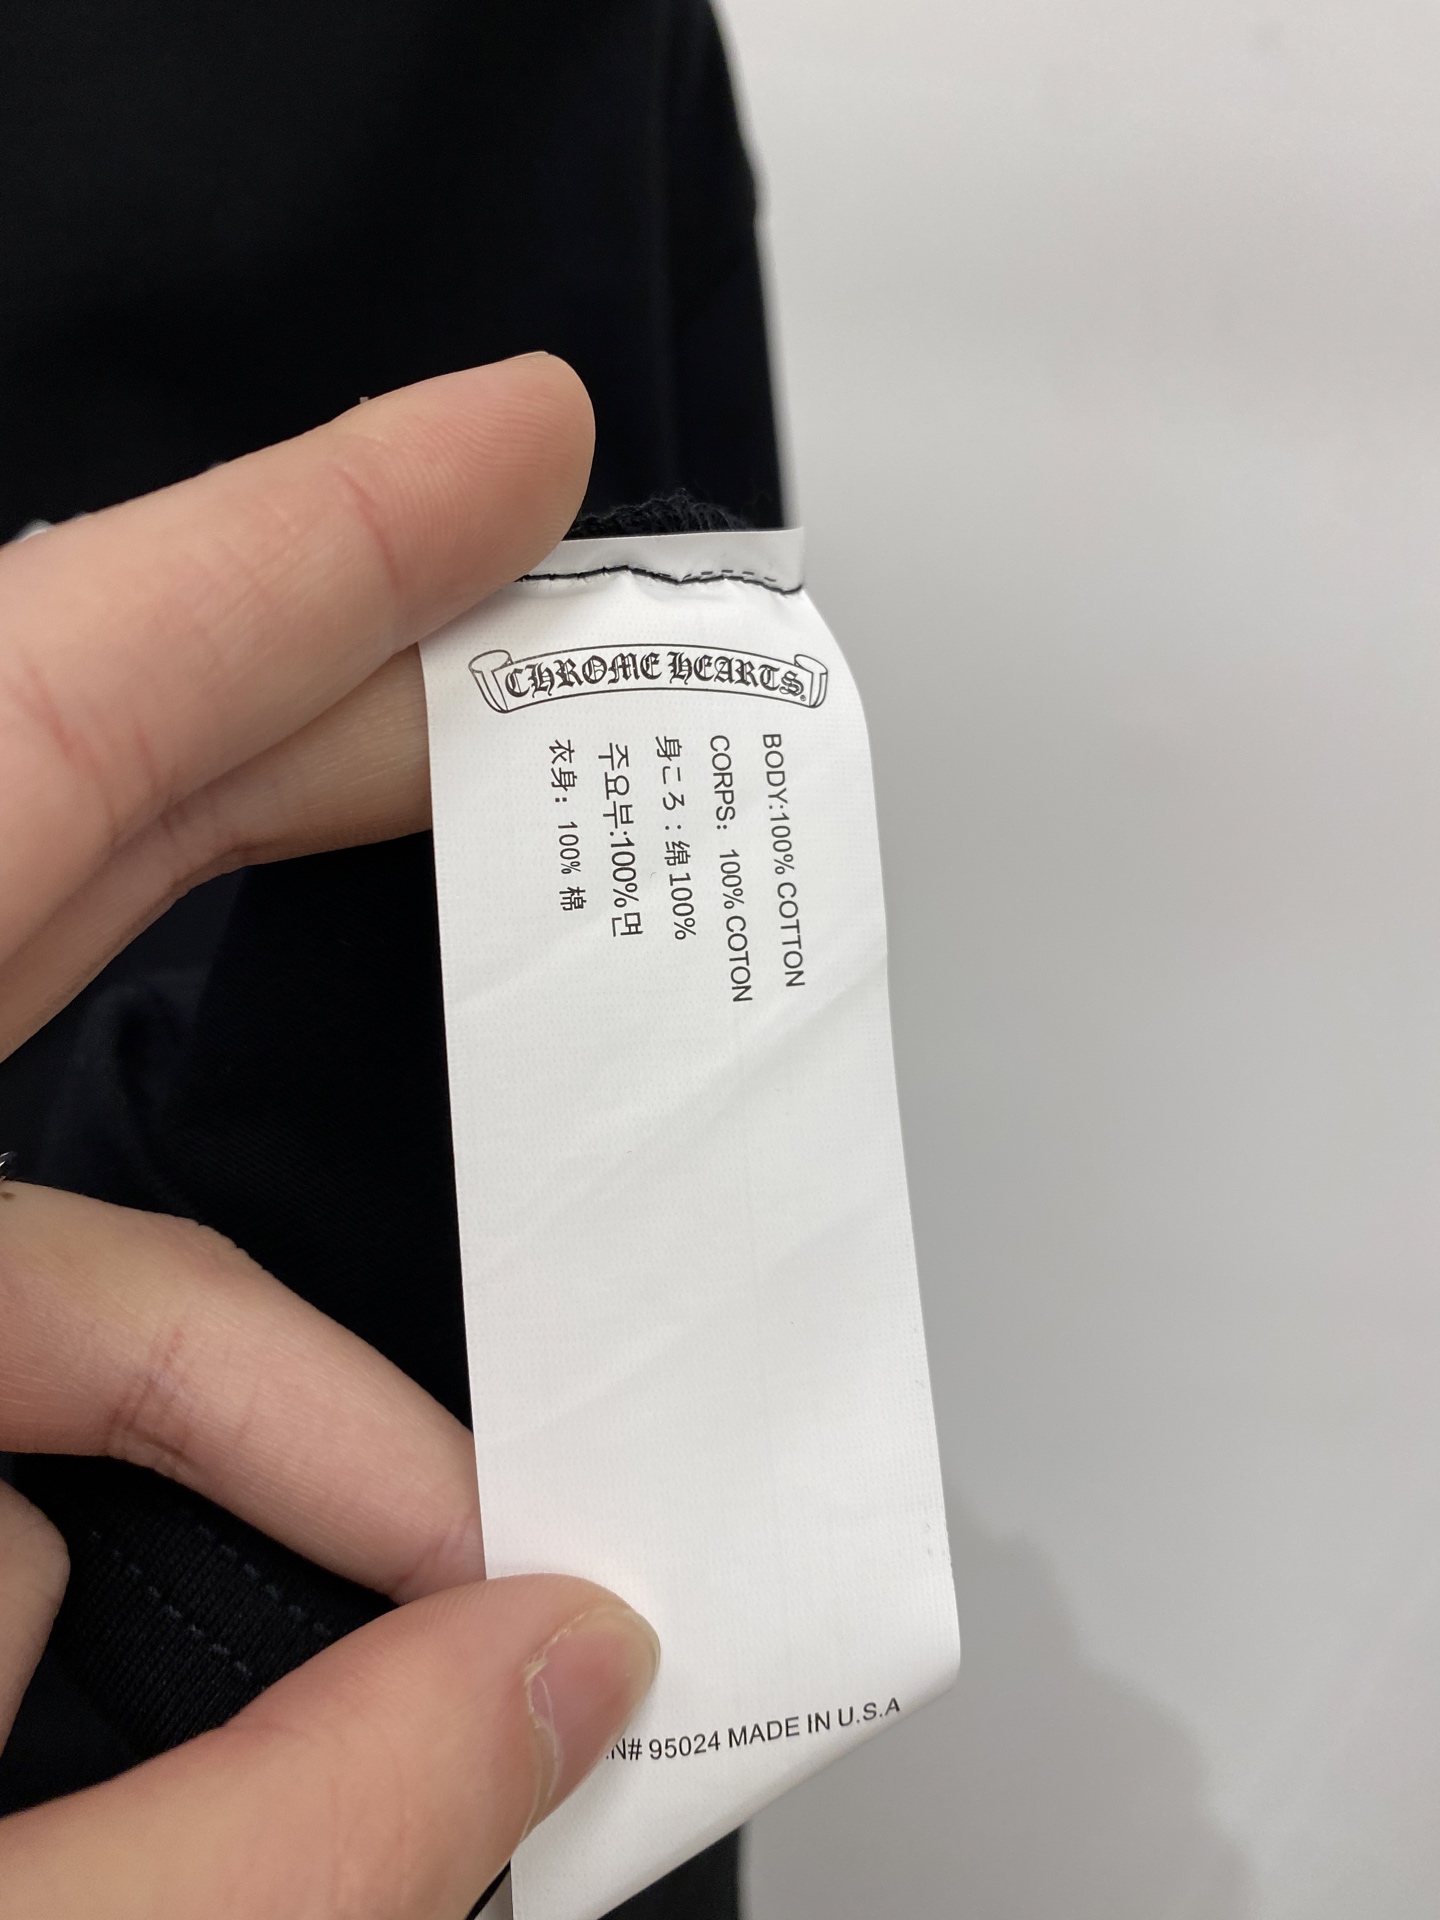 CHROME HEARTS®
BODY:100% COTTON
CORPS: 100% COTON
身ごろ：绵100%
주요부:100%면
衣身：100% 棉
.N# 95024 MADE IN U.S.A